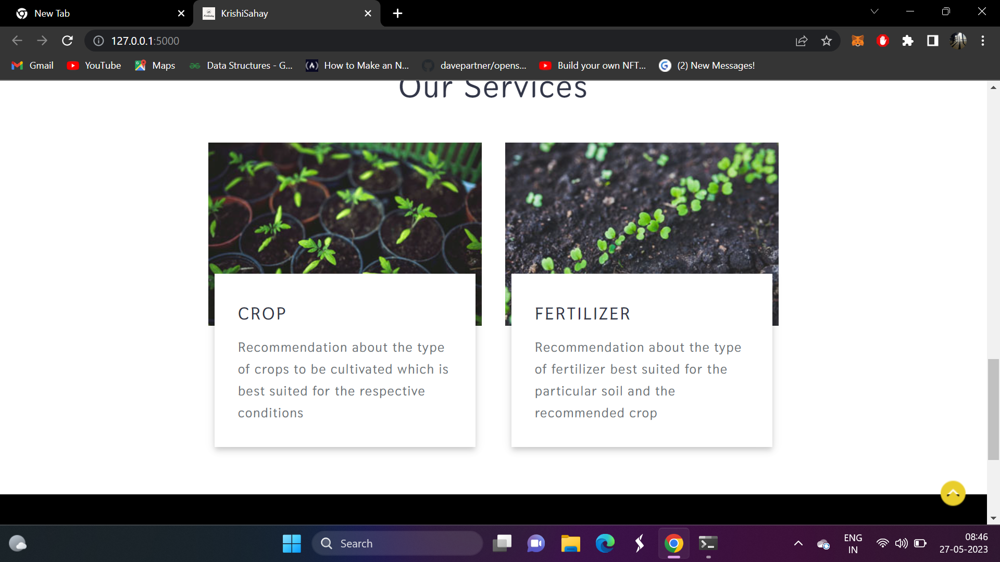 New Tab
KrishiSahay
127.0.0.1:5000
Gmail
YouTube
Maps
Data Structures - G...
How to Make an N...
davepartner/opens...
Build your own NFT...
(2) New Messages!
Our Services
CROP
Recommendation about the type
of crops to be cultivated which is
best suited for the respective
conditions
FERTILIZER
Recommendation about the type
of fertilizer best suited for the
particular soil and the
recommended crop
Search
ENG
IN
08:46
27-05-2023